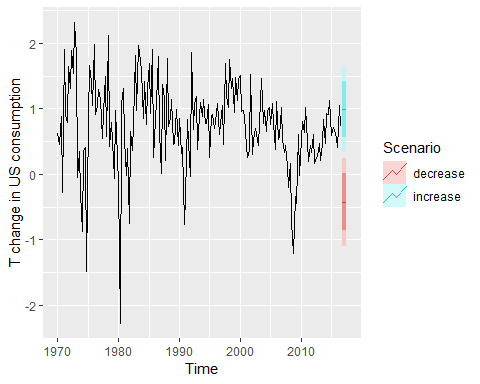 T change in US consumption
2
1
0
-1
-2
1970 1980 1990 2000 2010
Time
Scenario
decrease
increase